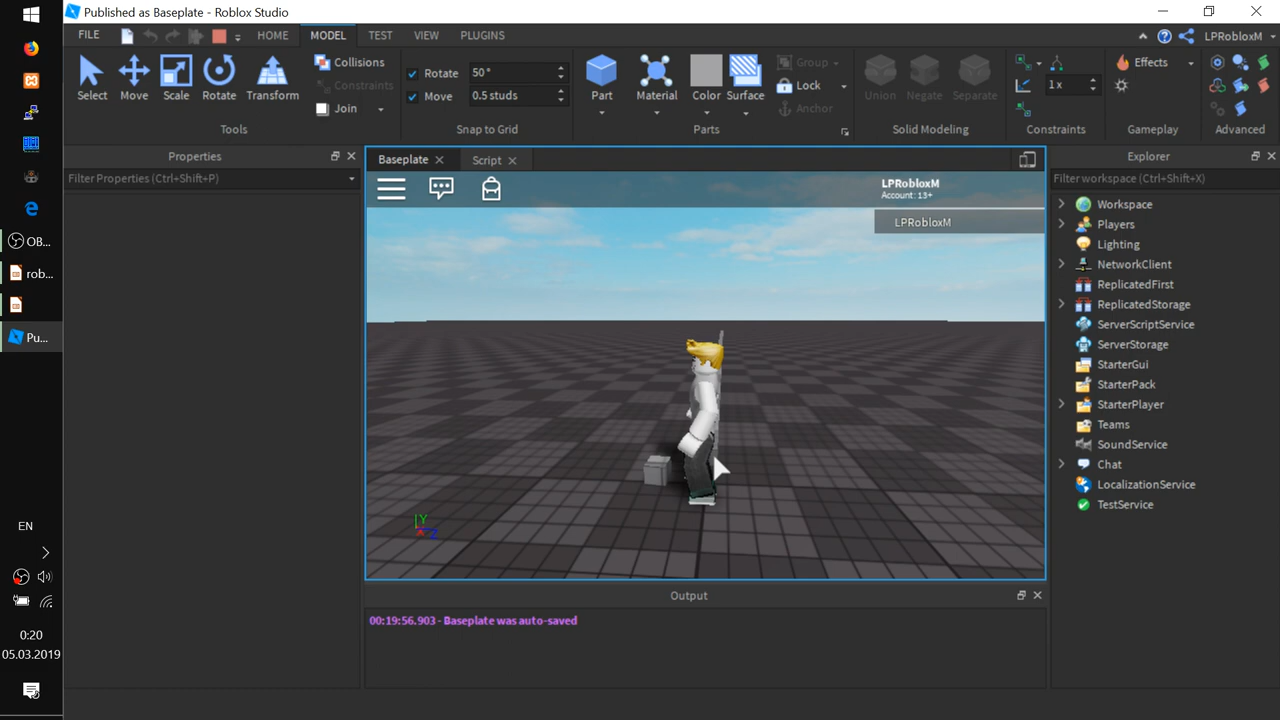 Published as Baseplate - Roblox Studio
FILE
HOME
MODEL
TEST
VIEW
PLUGINS
LPRobloxM
Select
Move
Scale
Rotate
Transform
Tools
Collisions
Constraints
Join
Rotate
50 °
Move
0.5 studs
Snap to Grid
Part
Material
Color
Surface
Group
Lock
Anchor
Parts
Union
Negate
Separate
Solid Modeling
1 x
Constraints
Effects
Gameplay
Advanced
Properties
Filter Properties (Ctrl+Shift+P)
Baseplate
Script
LPRobloxM
Account: 13+
LPRobloxM
Y
Z
Output
00:19:56.903 - Baseplate was auto-saved
Explorer
Filter workspace (Ctrl+Shift+X)
Workspace
Players
Lighting
NetworkClient
ReplicatedFirst
ReplicatedStorage
ServerScriptService
ServerStorage
StarterGui
StarterPack
StarterPlayer
Teams
SoundService
Chat
LocalizationService
TestService
OB...
rob...
Pu...
EN
0:20
05.03.2019